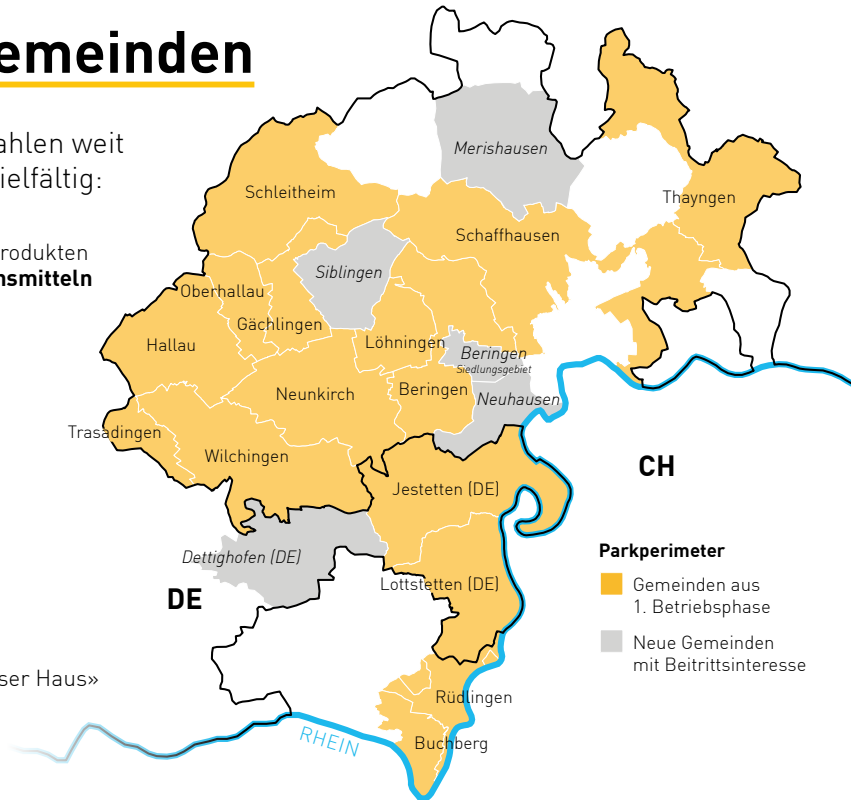 emeinden
ahlen weit
ielfältig:
rodukten
nsmitteln
ser Haus»
Merishausen
Schleitheim
Thayngen
Schaffhausen
Siblingen
Oberhallau
Gächlingen
Hallau
Löhningen
Beringen
Siedlungsgebiet
Neunkirch
Beringen
Neuhausen
Trasadingen
Wilchingen
CH
Jestetten (DE)
Dettighofen (DE)
Lottstetten (DE)
DE
Parkperimeter
Gemeinden aus
1. Betriebsphase
Neue Gemeinden
mit Beitrittsinteresse
Rüdlingen
RHEIN
Buchberg